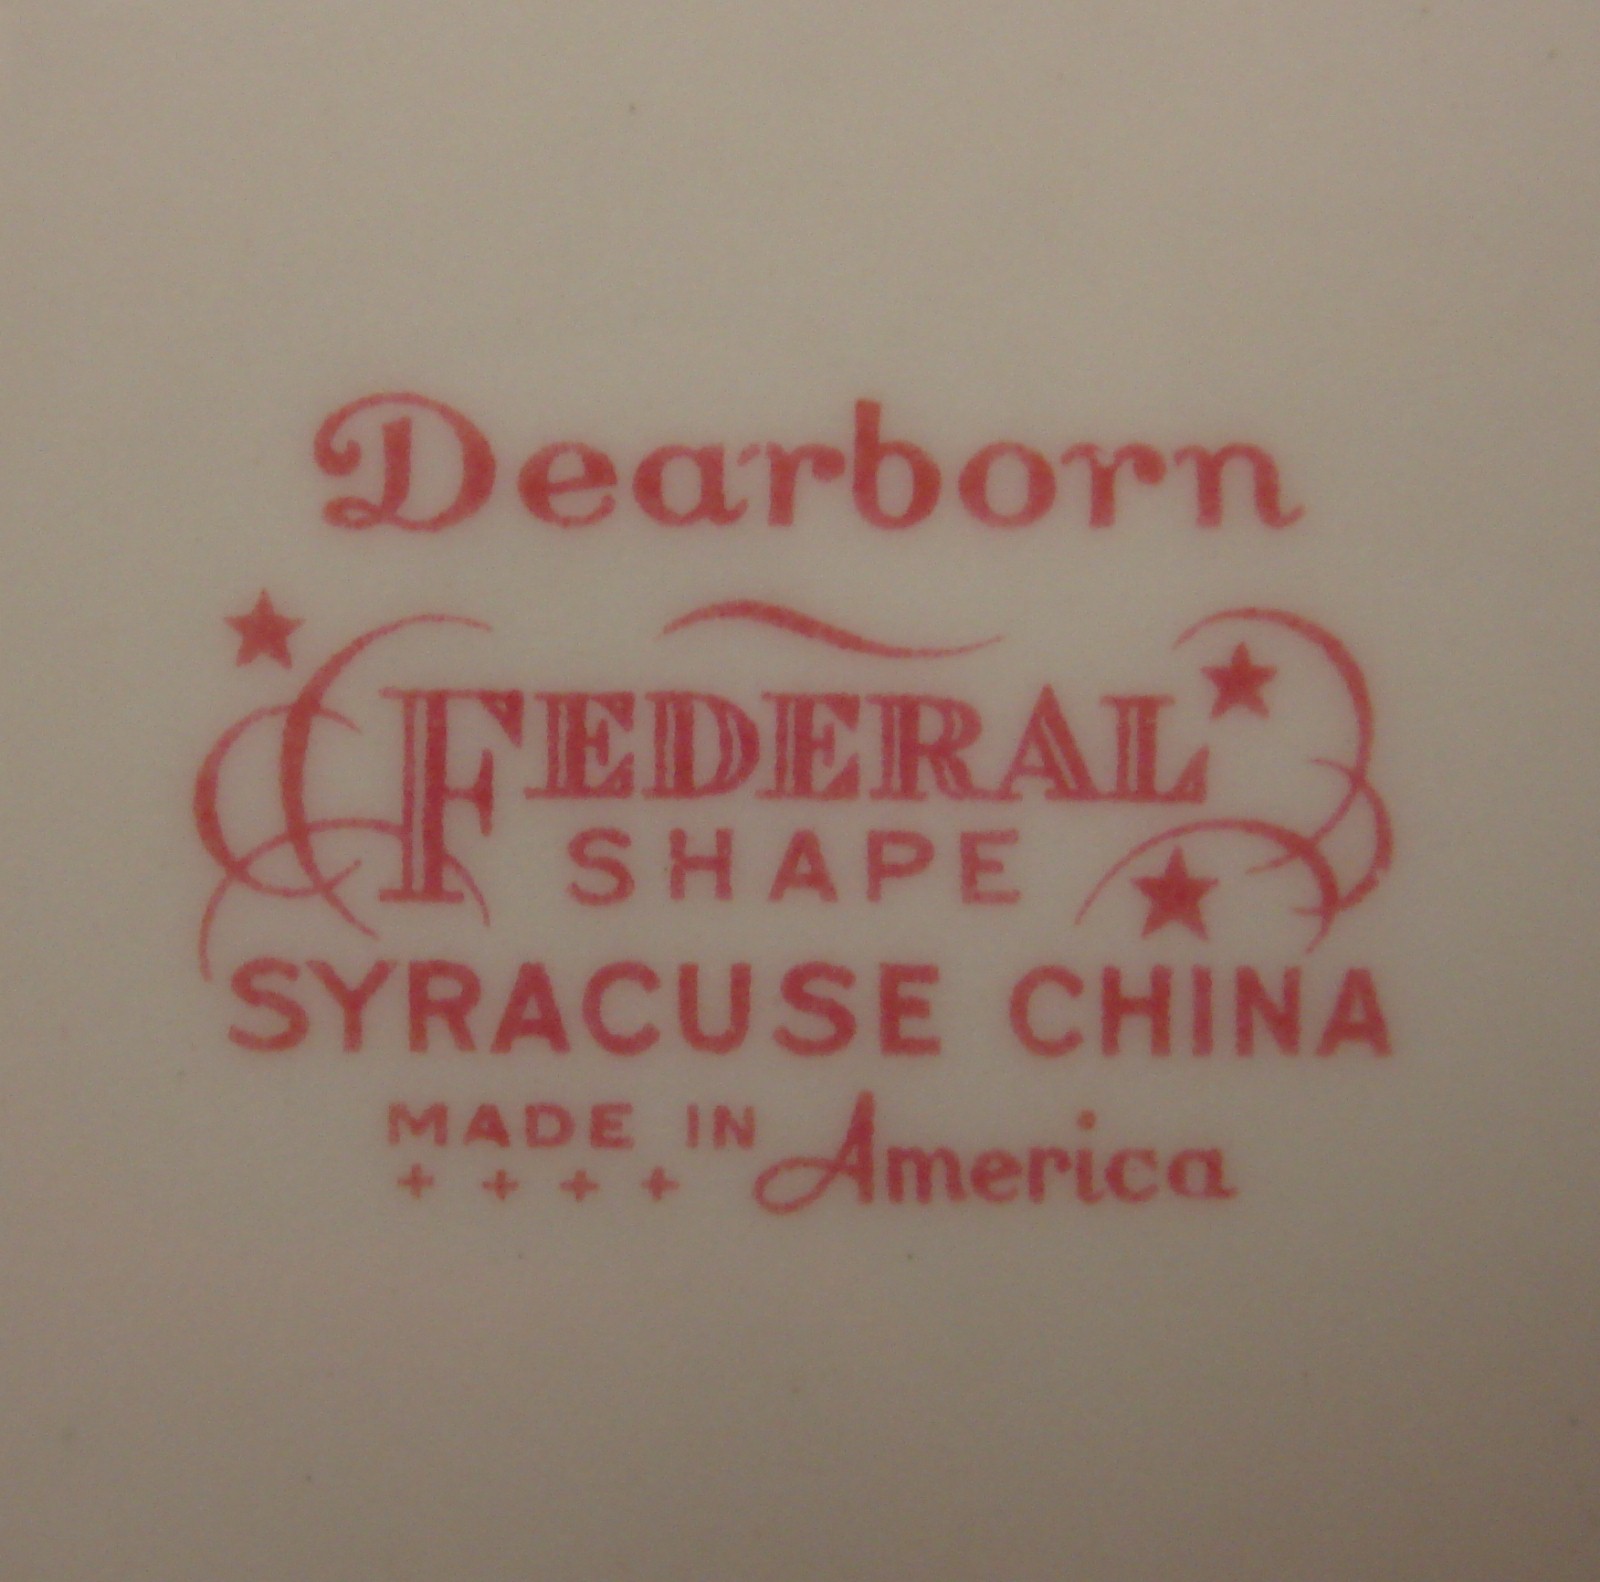 Dearborn
FEDERAL
SHAPE
SYRACUSE CHINA
MADE IN America
++++